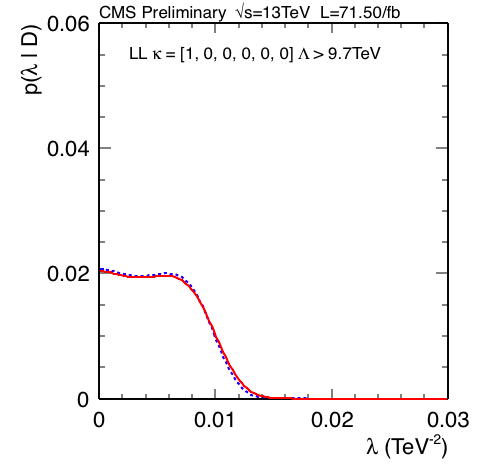 CMS Preliminary √s=13TeV L=71.50/fb
LL κ = [1, 0, 0, 0, 0, 0] Λ > 9.7TeV
p(λ | D)
0.06
0.04
0.02
0
0 0.01 0.02 0.03
λ (TeV⁻²)